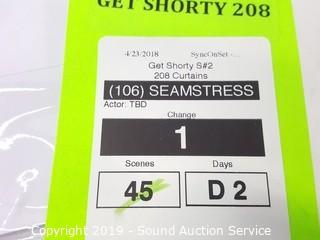 GET SHORTY 208
4/23/2018 SyncOnSet -...
Get Shorty S#2
208 Curtains
(106) SEAMSTRESS
Actor: TBD
Change
1
Scenes Days
45 D 2
Copyright 2019 - Sound Auction Service